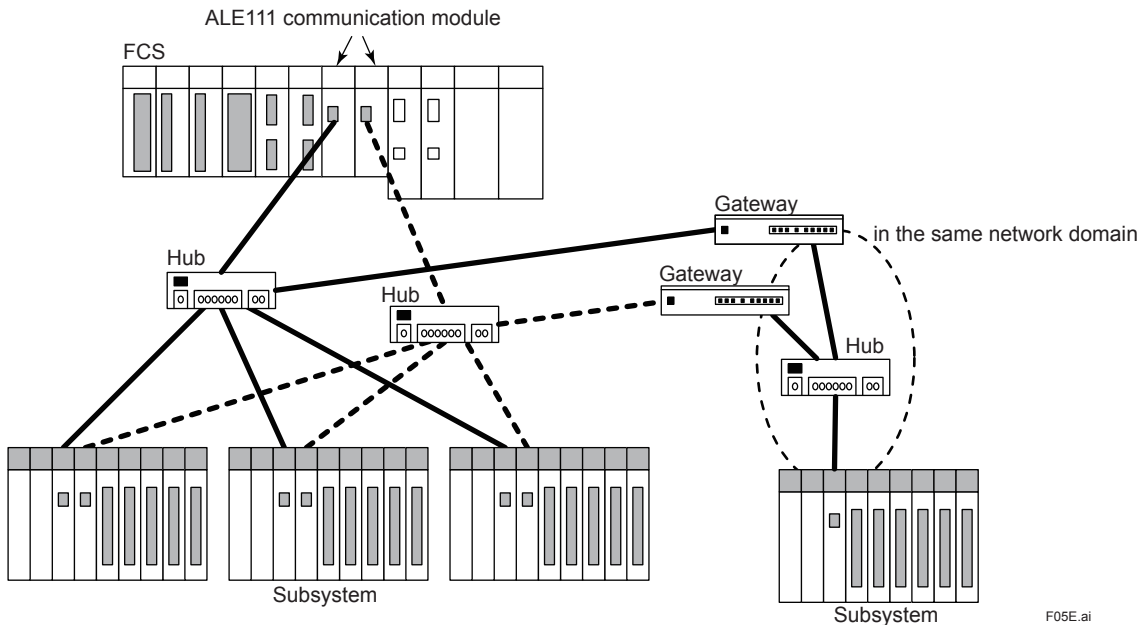 ALE111 communication module
FCS
Gateway
in the same network domain
Hub
Gateway
Hub
Hub
Subsystem
Subsystem
F05E.ai